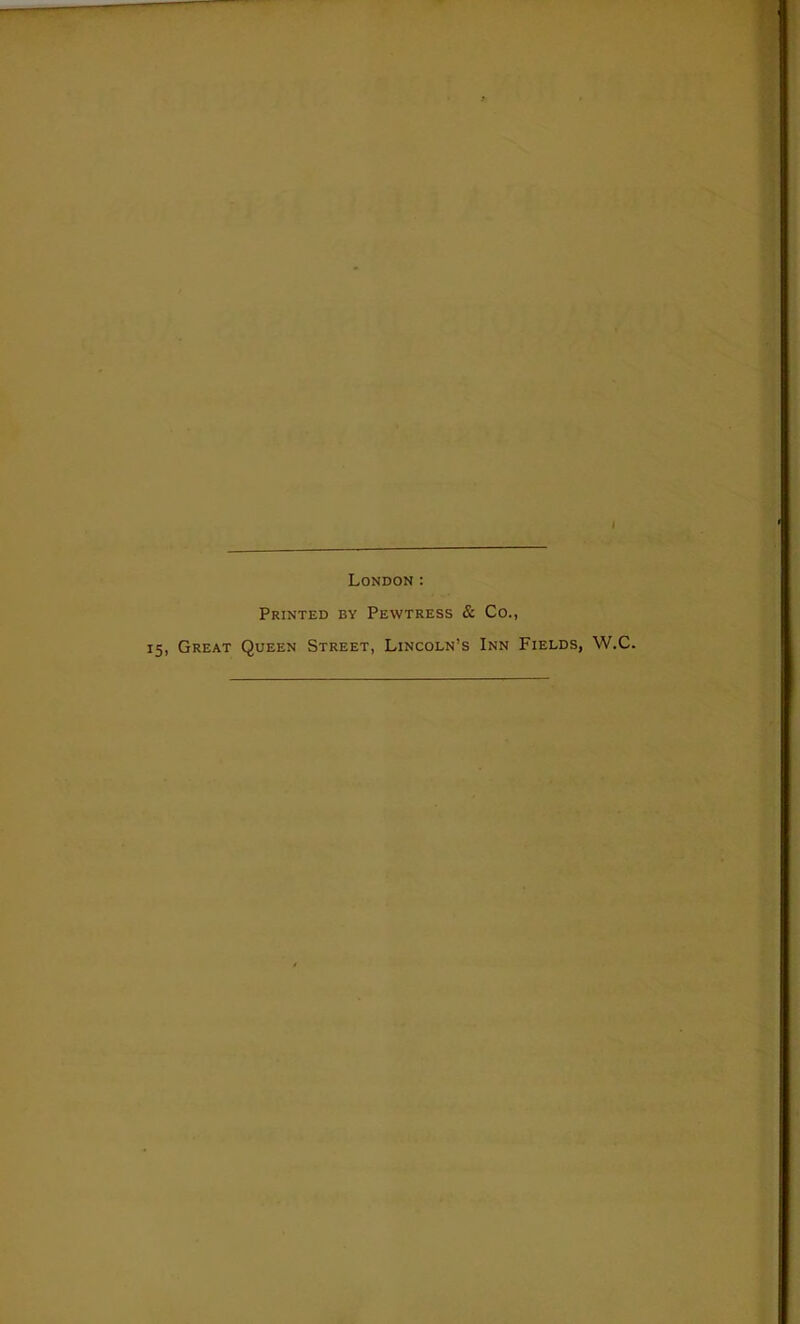 London :
Printed by Pewtress & Co.,
15, Great Queen Street, Lincoln's Inn Fields, W.C.